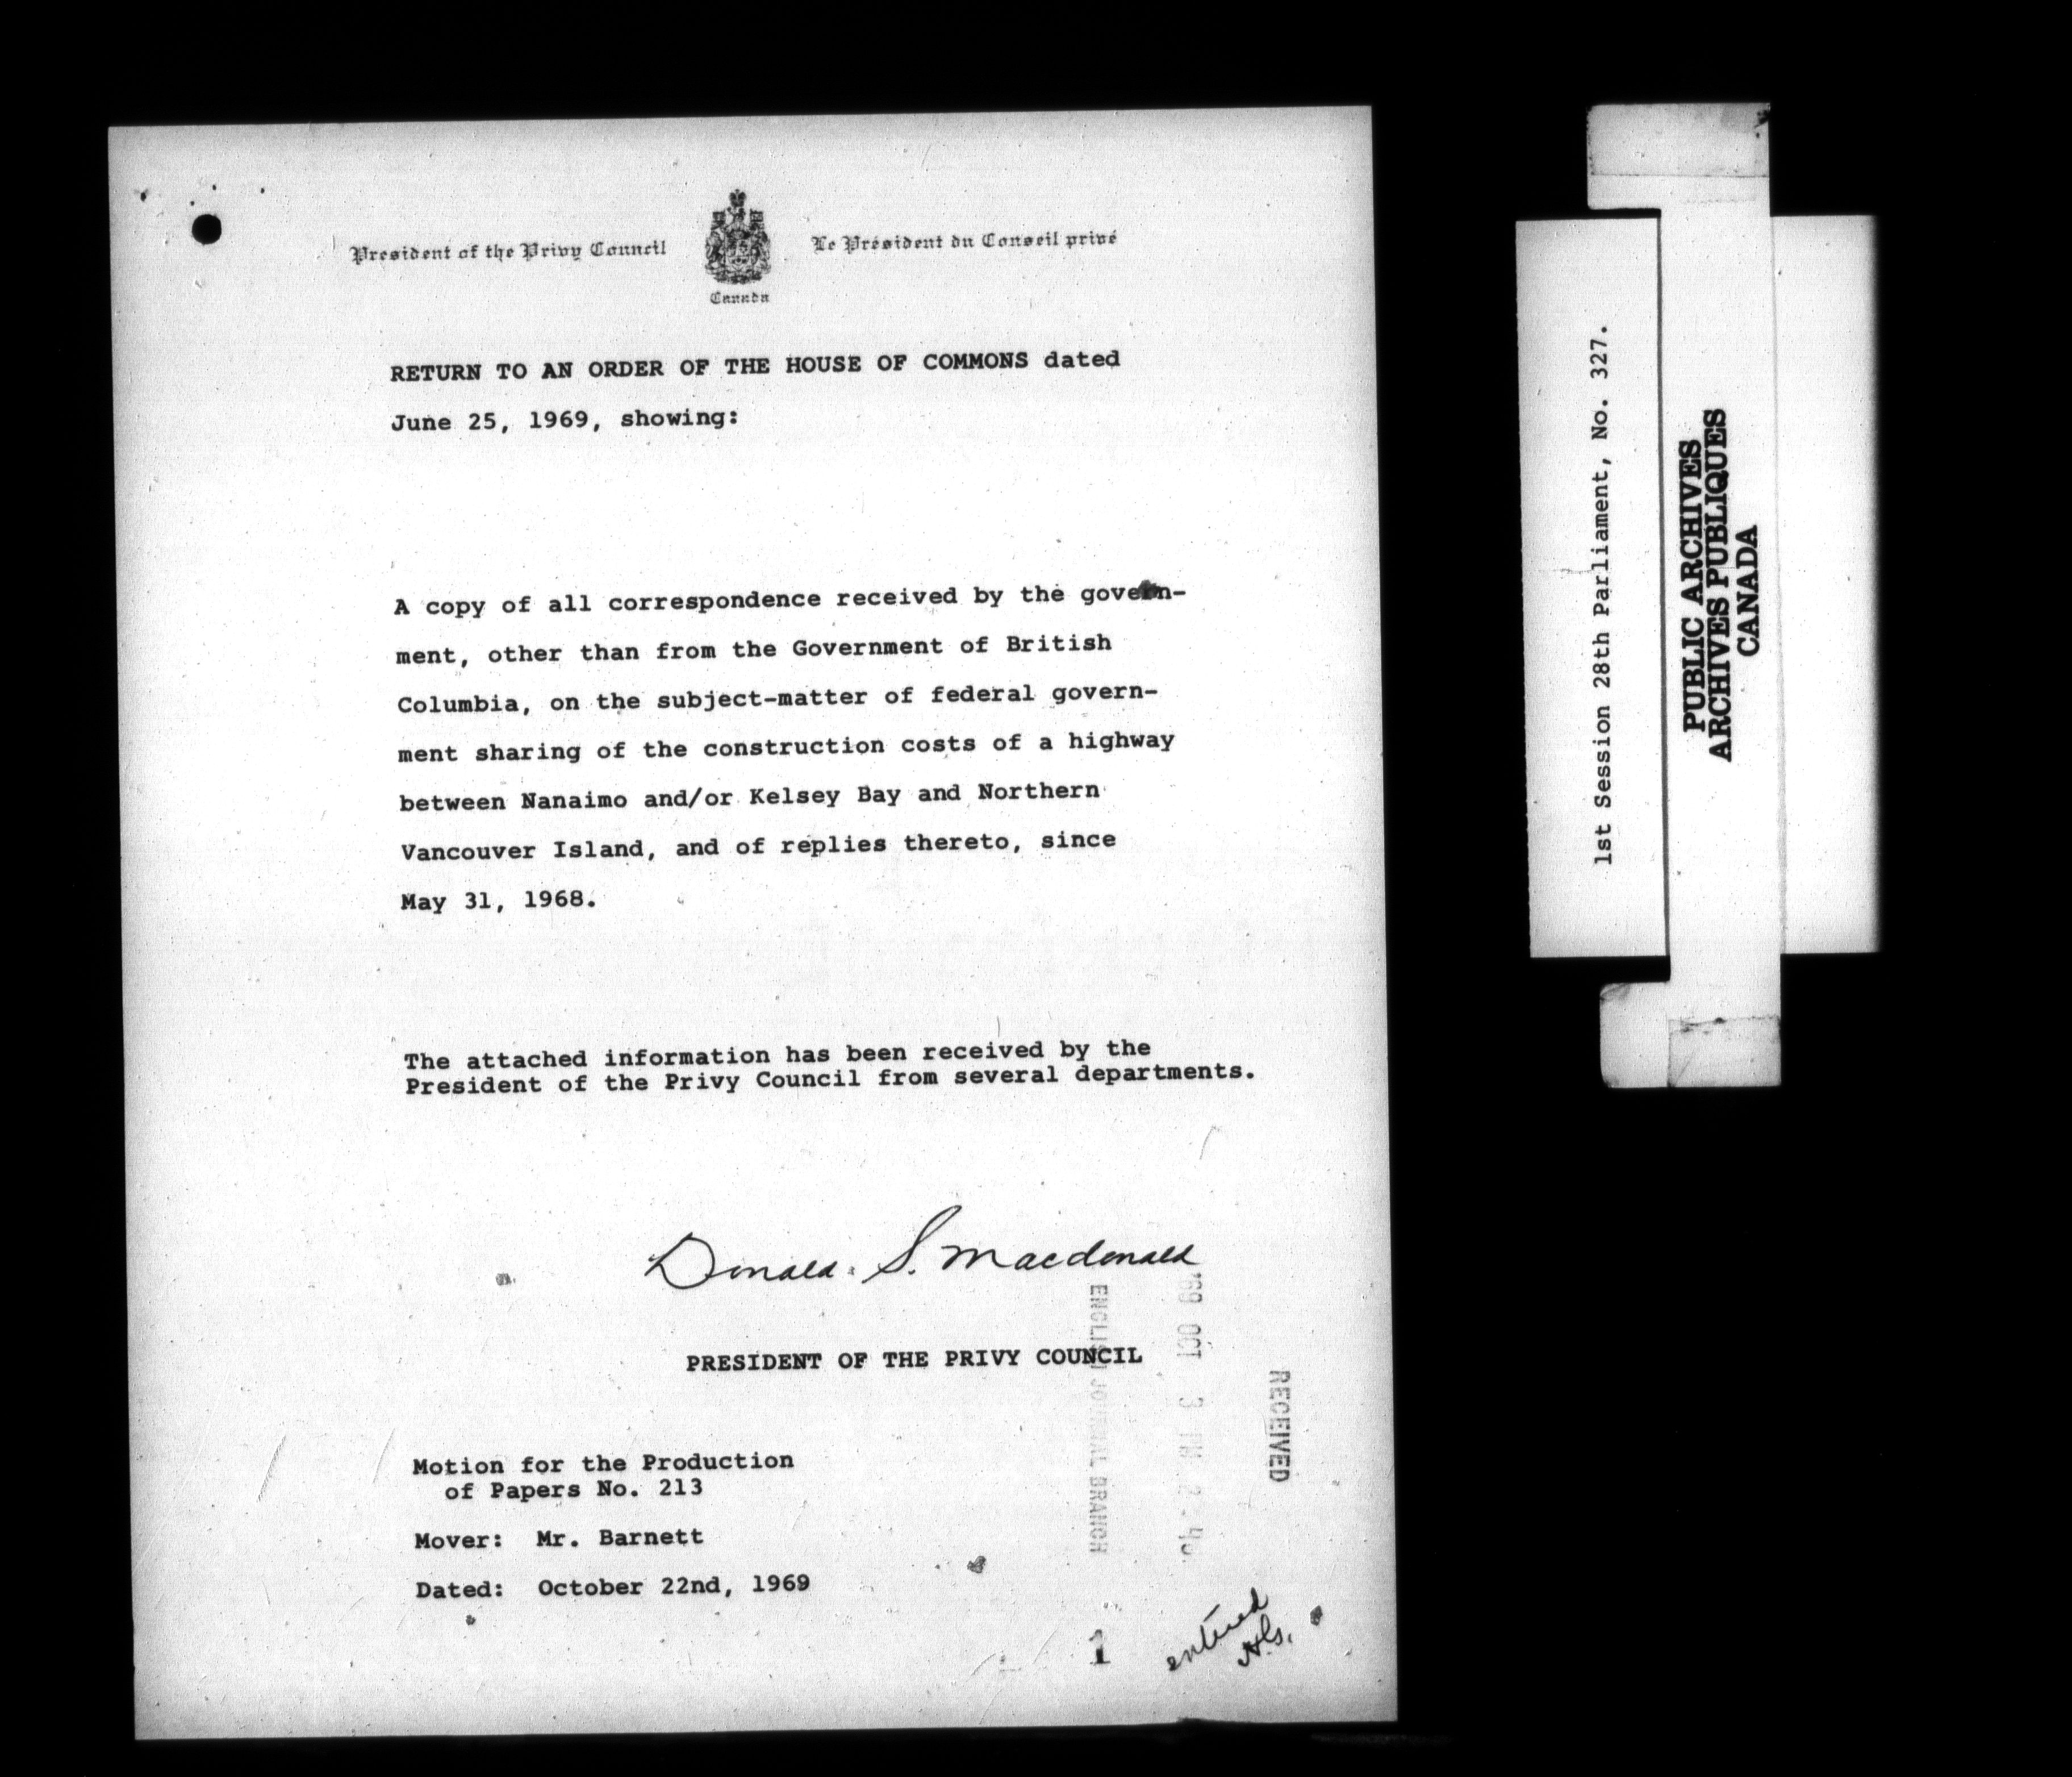 President of the Privy Council
Le Président du Conseil privé
Canada
RETURN TO AN ORDER OF THE HOUSE OF COMMONS dated
June 25, 1969, showing:
A copy of all correspondence received by the govern-
ment, other than from the Government of British
Columbia, on the subject-matter of federal govern-
ment sharing of the construction costs of a highway
between Nanaimo and/or Kelsey Bay and Northern
Vancouver Island, and of replies thereto, since
May 31, 1968.
The attached information has been received by the
President of the Privy Council from several departments.
Donald S. Macdonald
PRESIDENT OF THE PRIVY COUNCIL
Motion for the Production
of Papers No. 213
Mover: Mr. Barnett
Dated: October 22nd, 1969
RECEIVED
'69 OCT 3 PM 2
ENGLISH JOURNAL BRANCH
1
entered
1st Session 28th Parliament, No. 327.
PUBLIC ARCHIVES
ARCHIVES PUBLIQUES
CANADA